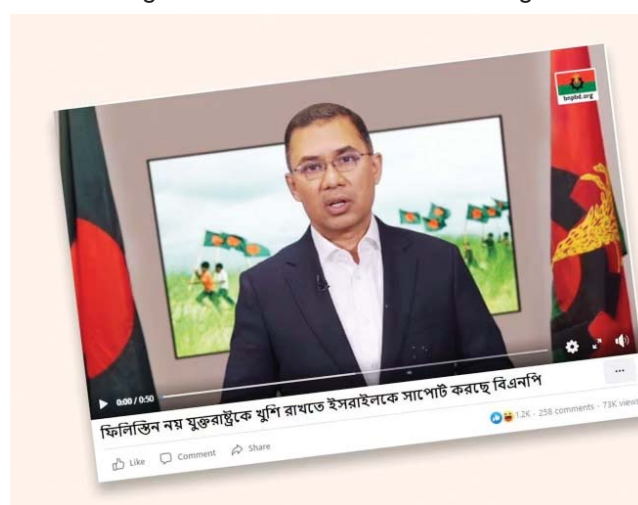 bnpbd.org
0:00 / 0:50
ফিলিস্তিন নয় যুক্তরাষ্ট্রকে খুশি রাখতে ইসরাইলকে সাপোর্ট করছে বিএনপি
...
1.2K · 258 comments · 73K views
Like Comment Share